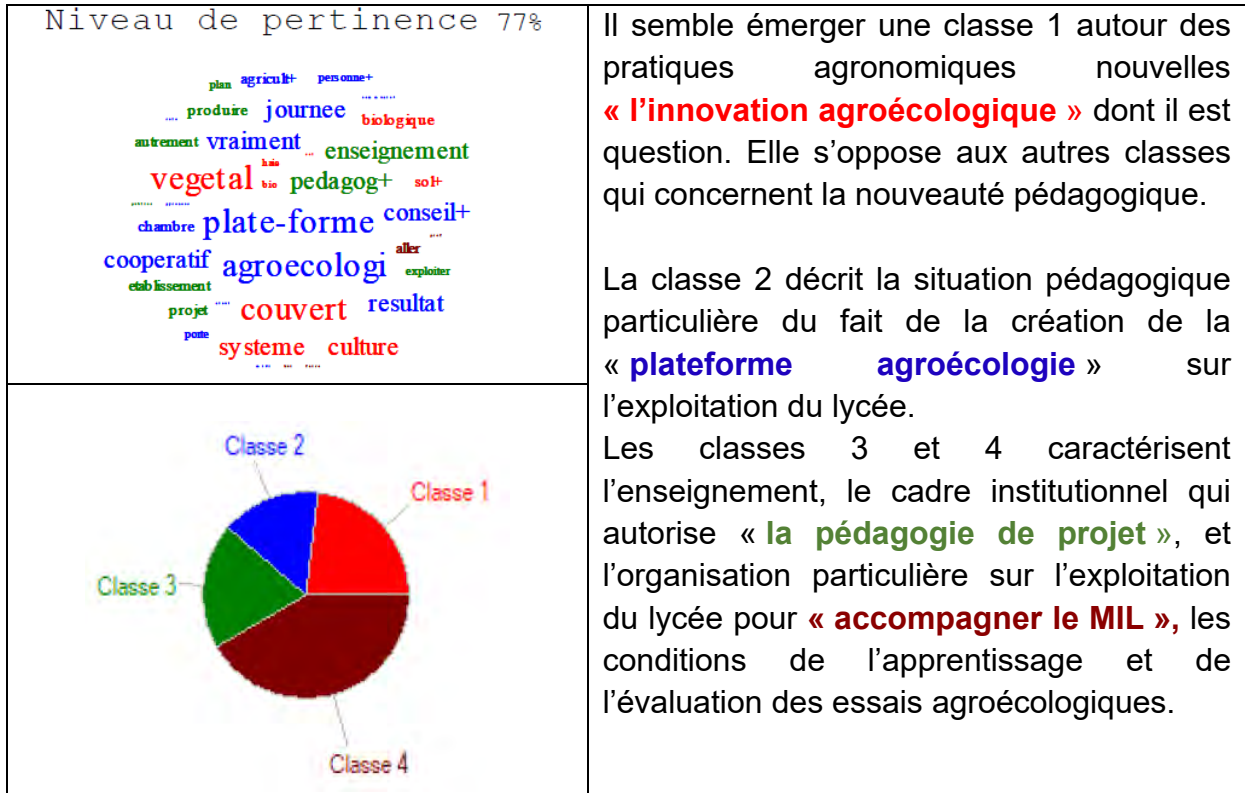 Niveau de pertinence 77%
plan agricult+ personne+
produire journee biologique
autrement vraiment enseignement
haie
vegetal bio pedagog+ sol+
chambre plate-forme conseil+
aller
cooperatif agroecologi exploiter
etablissement
projet couvert resultat
porte
systeme culture
Classe 2
Classe 1
Classe 3
Classe 4
Il semble émerger une classe 1 autour des
pratiques agronomiques nouvelles
« l’innovation agroécologique » dont il est
question. Elle s’oppose aux autres classes
qui concernent la nouveauté pédagogique.
La classe 2 décrit la situation pédagogique
particulière du fait de la création de la
« plateforme agroécologie » sur
l’exploitation du lycée.
Les classes 3 et 4 caractérisent
l’enseignement, le cadre institutionnel qui
autorise « la pédagogie de projet », et
l’organisation particulière sur l’exploitation
du lycée pour « accompagner le MIL », les
conditions de l’apprentissage et de
l’évaluation des essais agroécologiques.